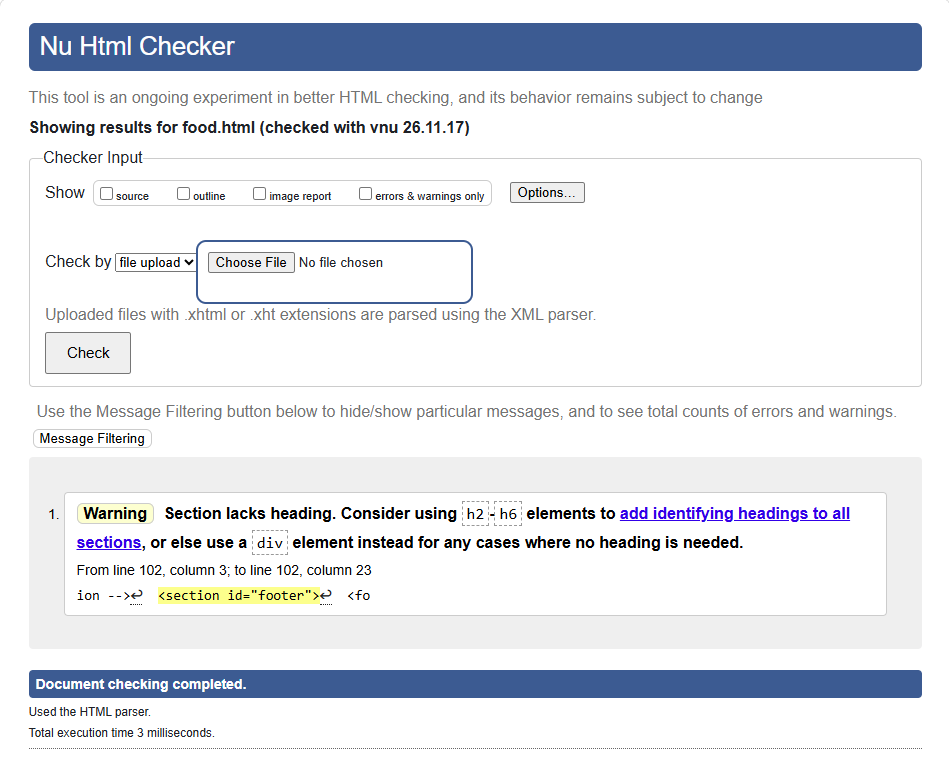 Nu Html Checker
This tool is an ongoing experiment in better HTML checking, and its behavior remains subject to change
Showing results for food.html (checked with vnu 26.11.17)
Checker Input
Show source outline image report errors & warnings only Options...
Check by file upload Choose File No file chosen
Uploaded files with .xhtml or .xht extensions are parsed using the XML parser.
Check
Use the Message Filtering button below to hide/show particular messages, and to see total counts of errors and warnings.
Message Filtering
1. Warning Section lacks heading. Consider using h2-h6 elements to add identifying headings to all
sections, or else use a div element instead for any cases where no heading is needed.
From line 102, column 3; to line 102, column 23
ion -->↩ <section id="footer">↩ <fo
Document checking completed.
Used the HTML parser.
Total execution time 3 milliseconds.